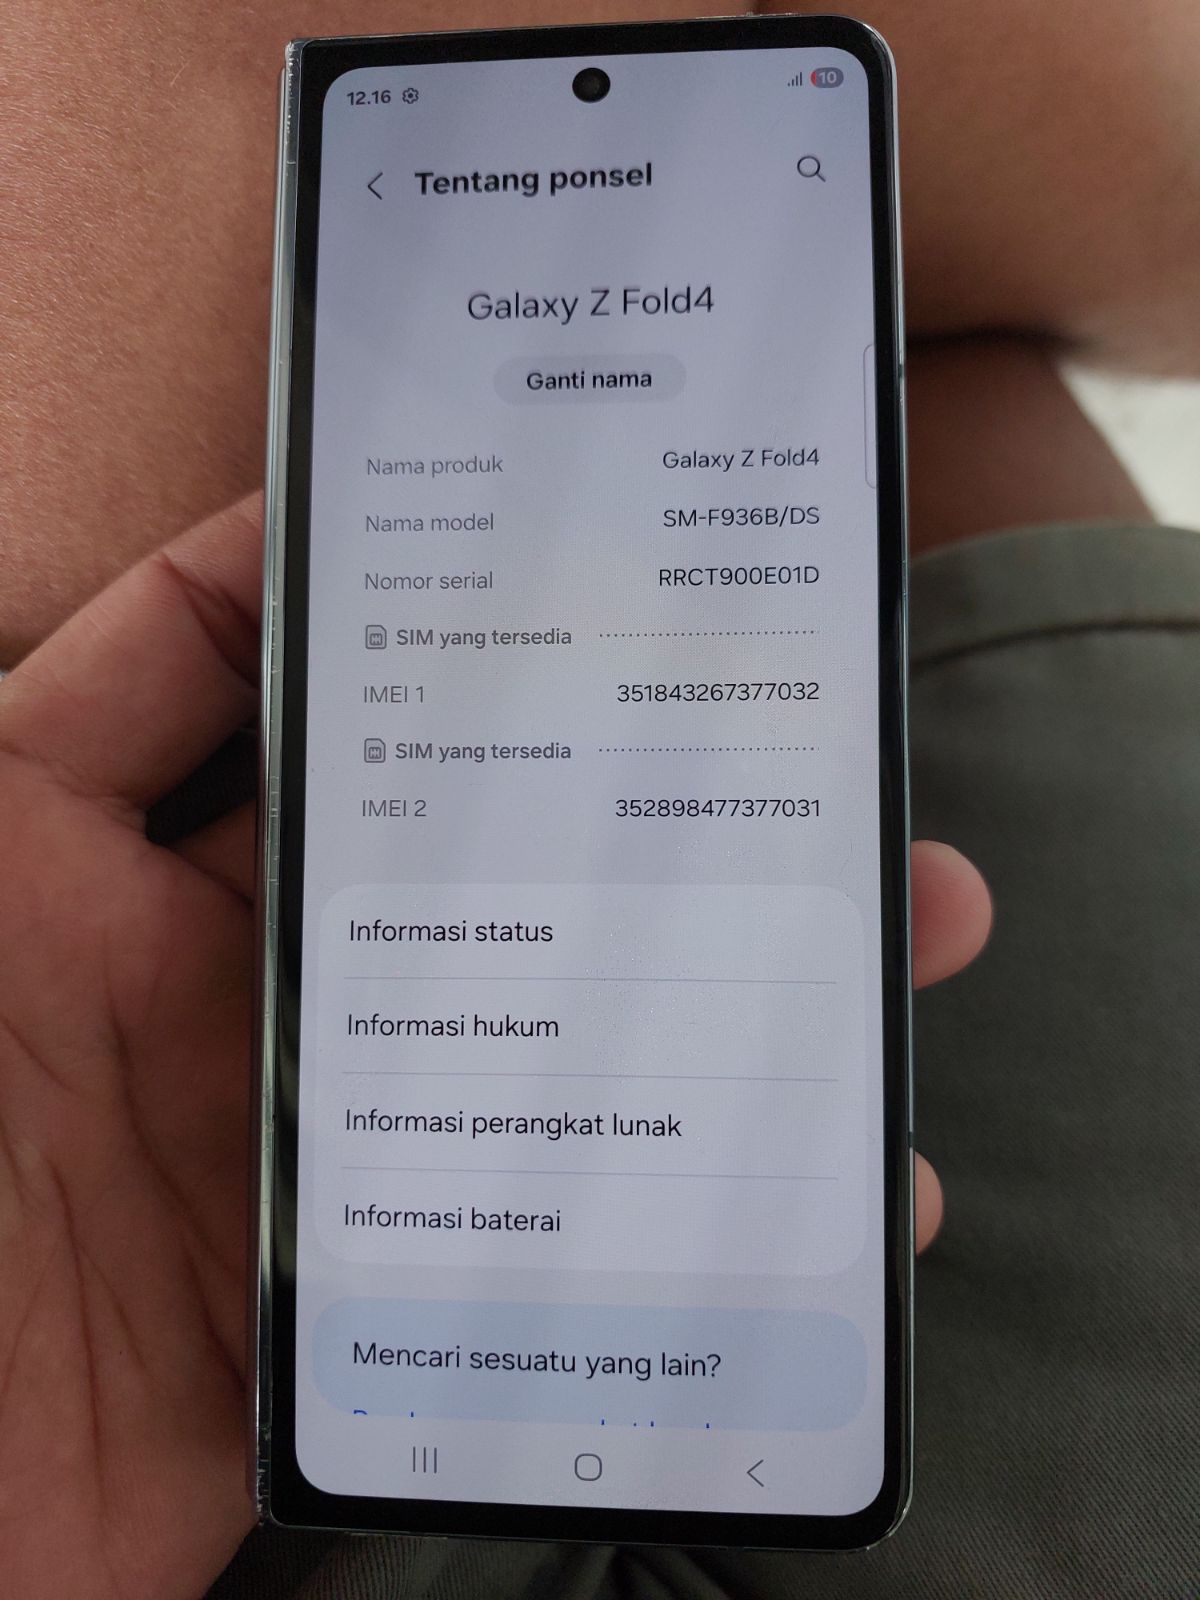 12.16
10
Tentang ponsel
Galaxy Z Fold4
Ganti nama
Nama produk Galaxy Z Fold4
Nama model SM-F936B/DS
Nomor serial RRCT900E01D
SIM yang tersedia
IMEI 1 351843267377032
SIM yang tersedia
IMEI 2 352898477377031
Informasi status
Informasi hukum
Informasi perangkat lunak
Informasi baterai
Mencari sesuatu yang lain?